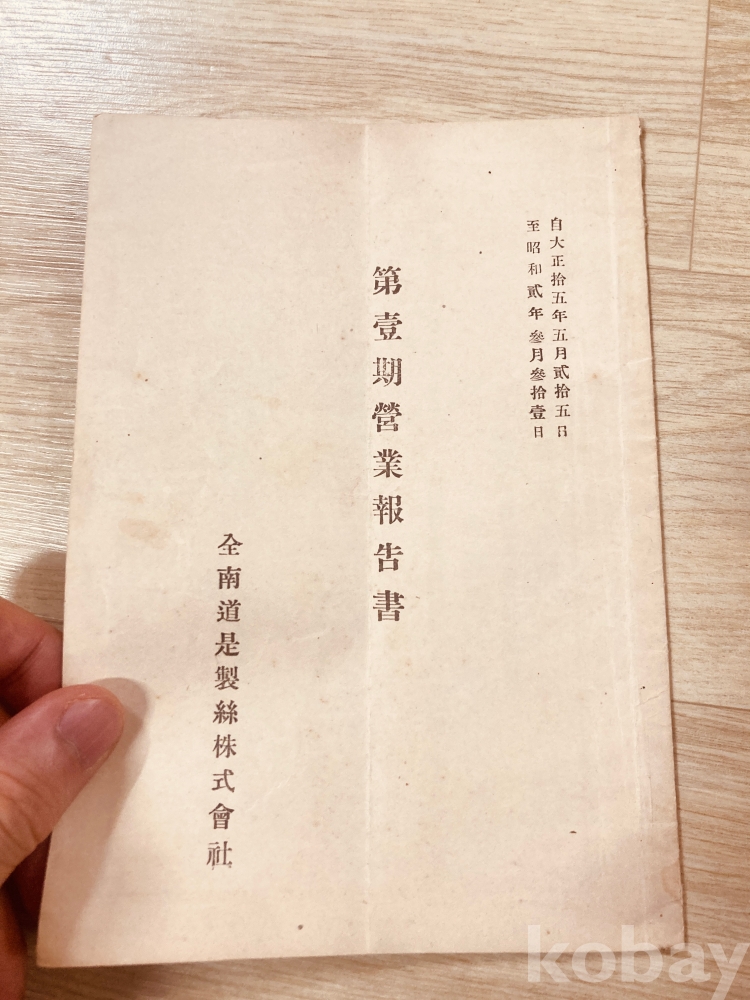 自大正拾五年五月貳拾五日
至昭和貳年參月參拾壹日
第壹期營業報告書
全南道是製絲株式會社
kobay